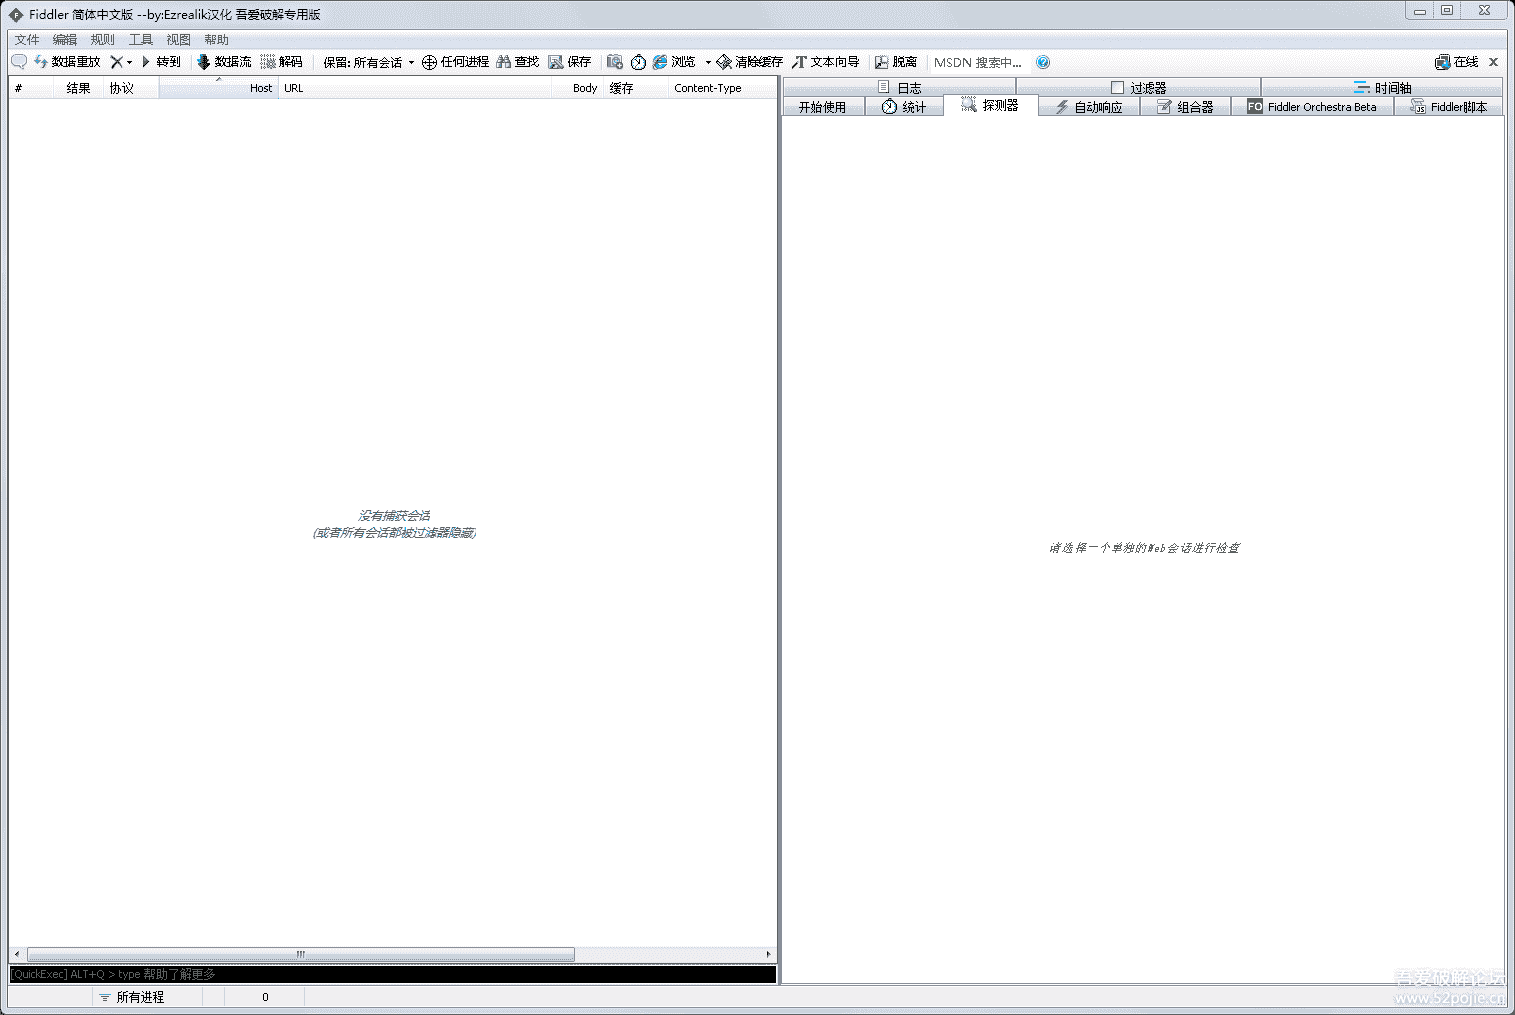 Fiddler 简体中文版 --by:Ezrealik汉化 吾爱破解专用版
文件 编辑 规则 工具 视图 帮助
数据重放 转到 数据流 解码 保留: 所有会话 任何进程 查找 保存 浏览 清除缓存 文本向导 脱离 MSDN 搜索中... 在线
# 结果 协议 Host URL Body 缓存 Content-Type
日志 过滤器 时间轴
开始使用 统计 探测器 自动响应 组合器 FO Fiddler Orchestra Beta Fiddler脚本
没有捕获会话
(或者所有会话都被过滤器隐藏)
请选择一个单独的Web会话进行检查
[QuickExec] ALT+Q > type 帮助了解更多
所有进程 0
吾爱破解论坛
www.52pojie.cn